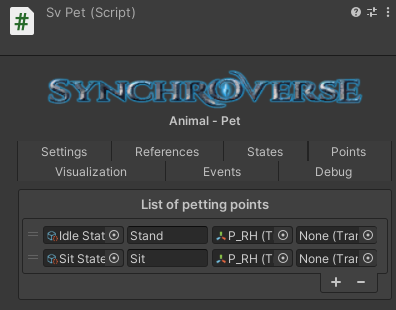 #
Sv Pet (Script)
SYNCHROVERSE
Animal - Pet
Settings References States Points
Visualization Events Debug
List of petting points
Idle Stat Stand P_RH (T None (Tran
Sit State Sit P_RH (T None (Tran
+ −